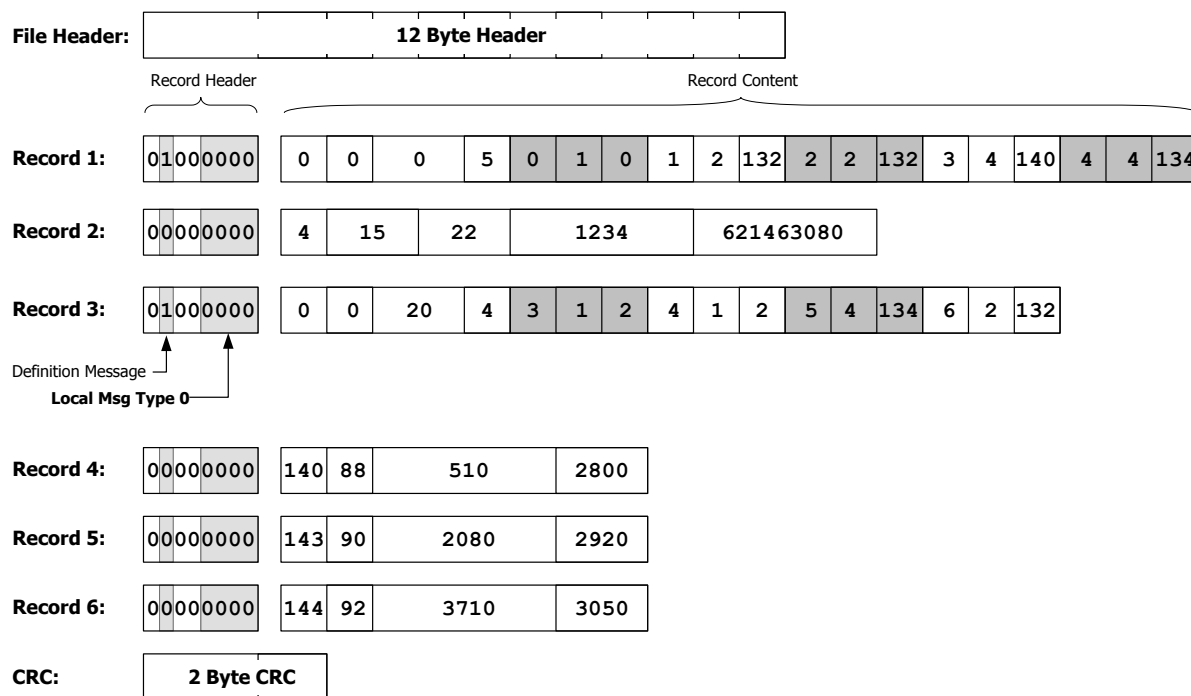 File Header: 12 Byte Header
Record Header Record Content
Record 1: 01000000 0 0 0 5 0 1 0 1 2 132 2 2 132 3 4 140 4 4 134
Record 2: 00000000 4 15 22 1234 621463080
Record 3: 01000000 0 0 20 4 3 1 2 4 1 2 5 4 134 6 2 132
Definition Message
Local Msg Type 0
Record 4: 00000000 140 88 510 2800
Record 5: 00000000 143 90 2080 2920
Record 6: 00000000 144 92 3710 3050
CRC: 2 Byte CRC